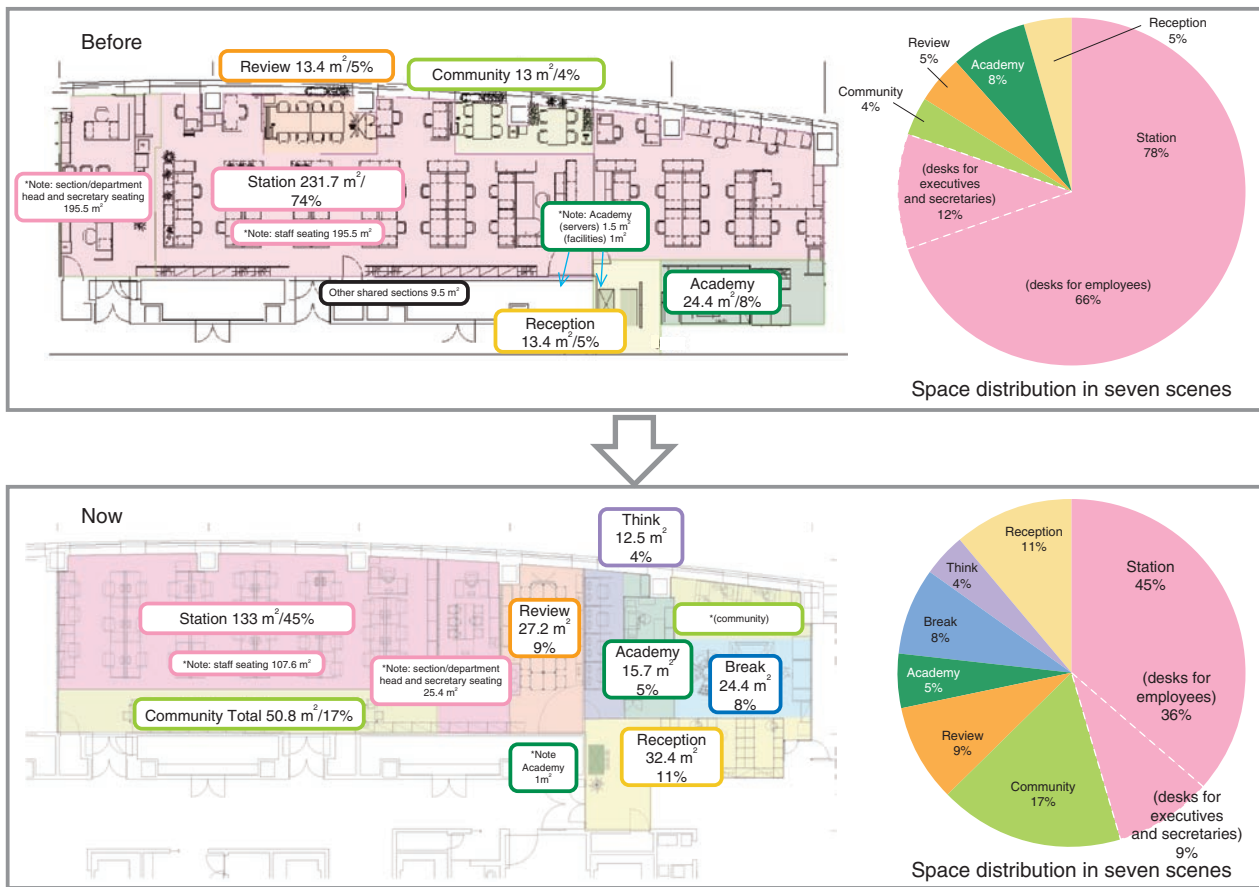 Before
Review 13.4 m²/5%
Community 13 m²/4%
*Note: section/department
head and secretary seating
195.5 m²
Station 231.7 m²/
74%
*Note: staff seating 195.5 m²
*Note: Academy
(servers) 1.5 m²
(facilities) 1m²
Other shared sections 9.5 m²
Reception
13.4 m²/5%
Academy
24.4 m²/8%
Reception
5%
Review
5%
Academy
8%
Community
4%
Station
78%
(desks for
executives
and secretaries)
12%
(desks for employees)
66%
Space distribution in seven scenes
Now
Think
12.5 m²
4%
Station 133 m²/45%
*Note: staff seating 107.6 m²
*Note: section/department
head and secretary seating
25.4 m²
Review
27.2 m²
9%
*(community)
Academy
15.7 m²
5%
Break
24.4 m²
8%
Community Total 50.8 m²/17%
*Note
Academy
1m²
Reception
32.4 m²
11%
Reception
11%
Station
45%
Think
4%
Break
8%
Academy
5%
(desks for
employees)
36%
Review
9%
Community
17%
(desks for
executives
and secretaries)
9%
Space distribution in seven scenes